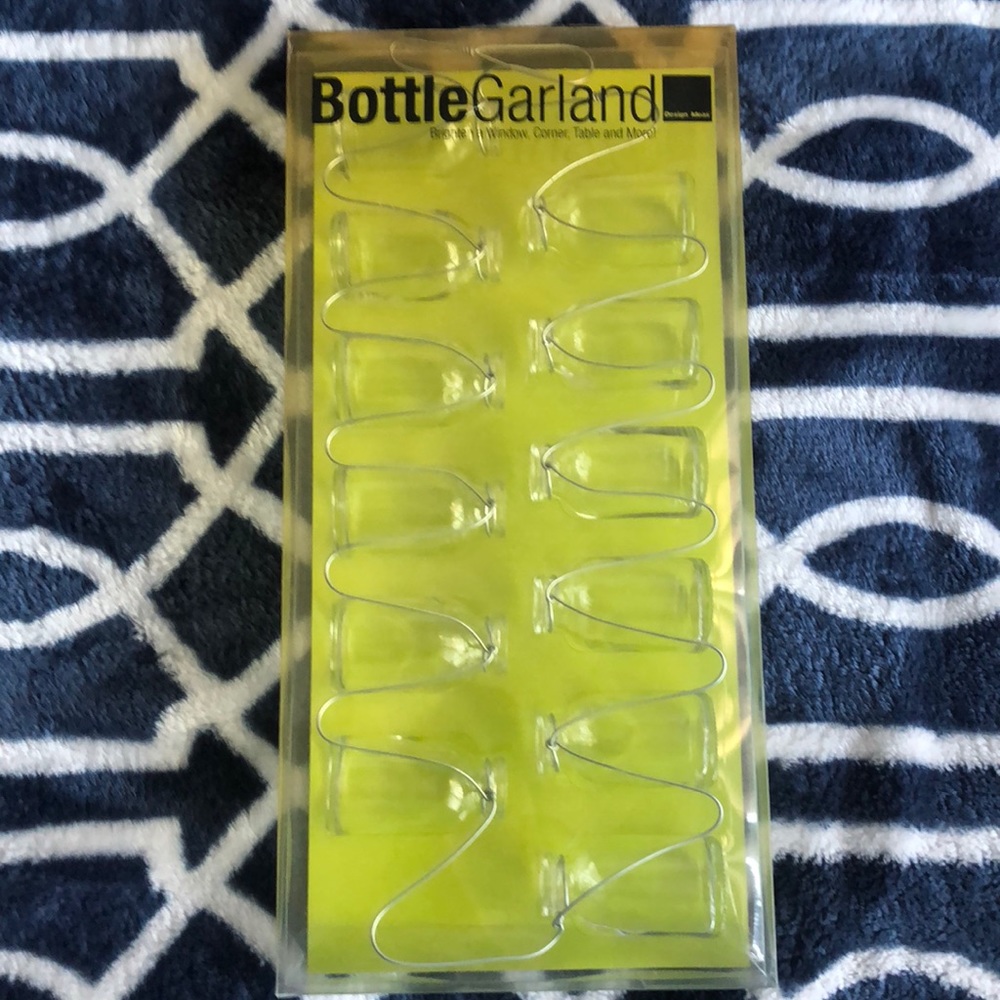 BottleGarland
Design Ideas
Brighten a Window, Corner, Table and More!